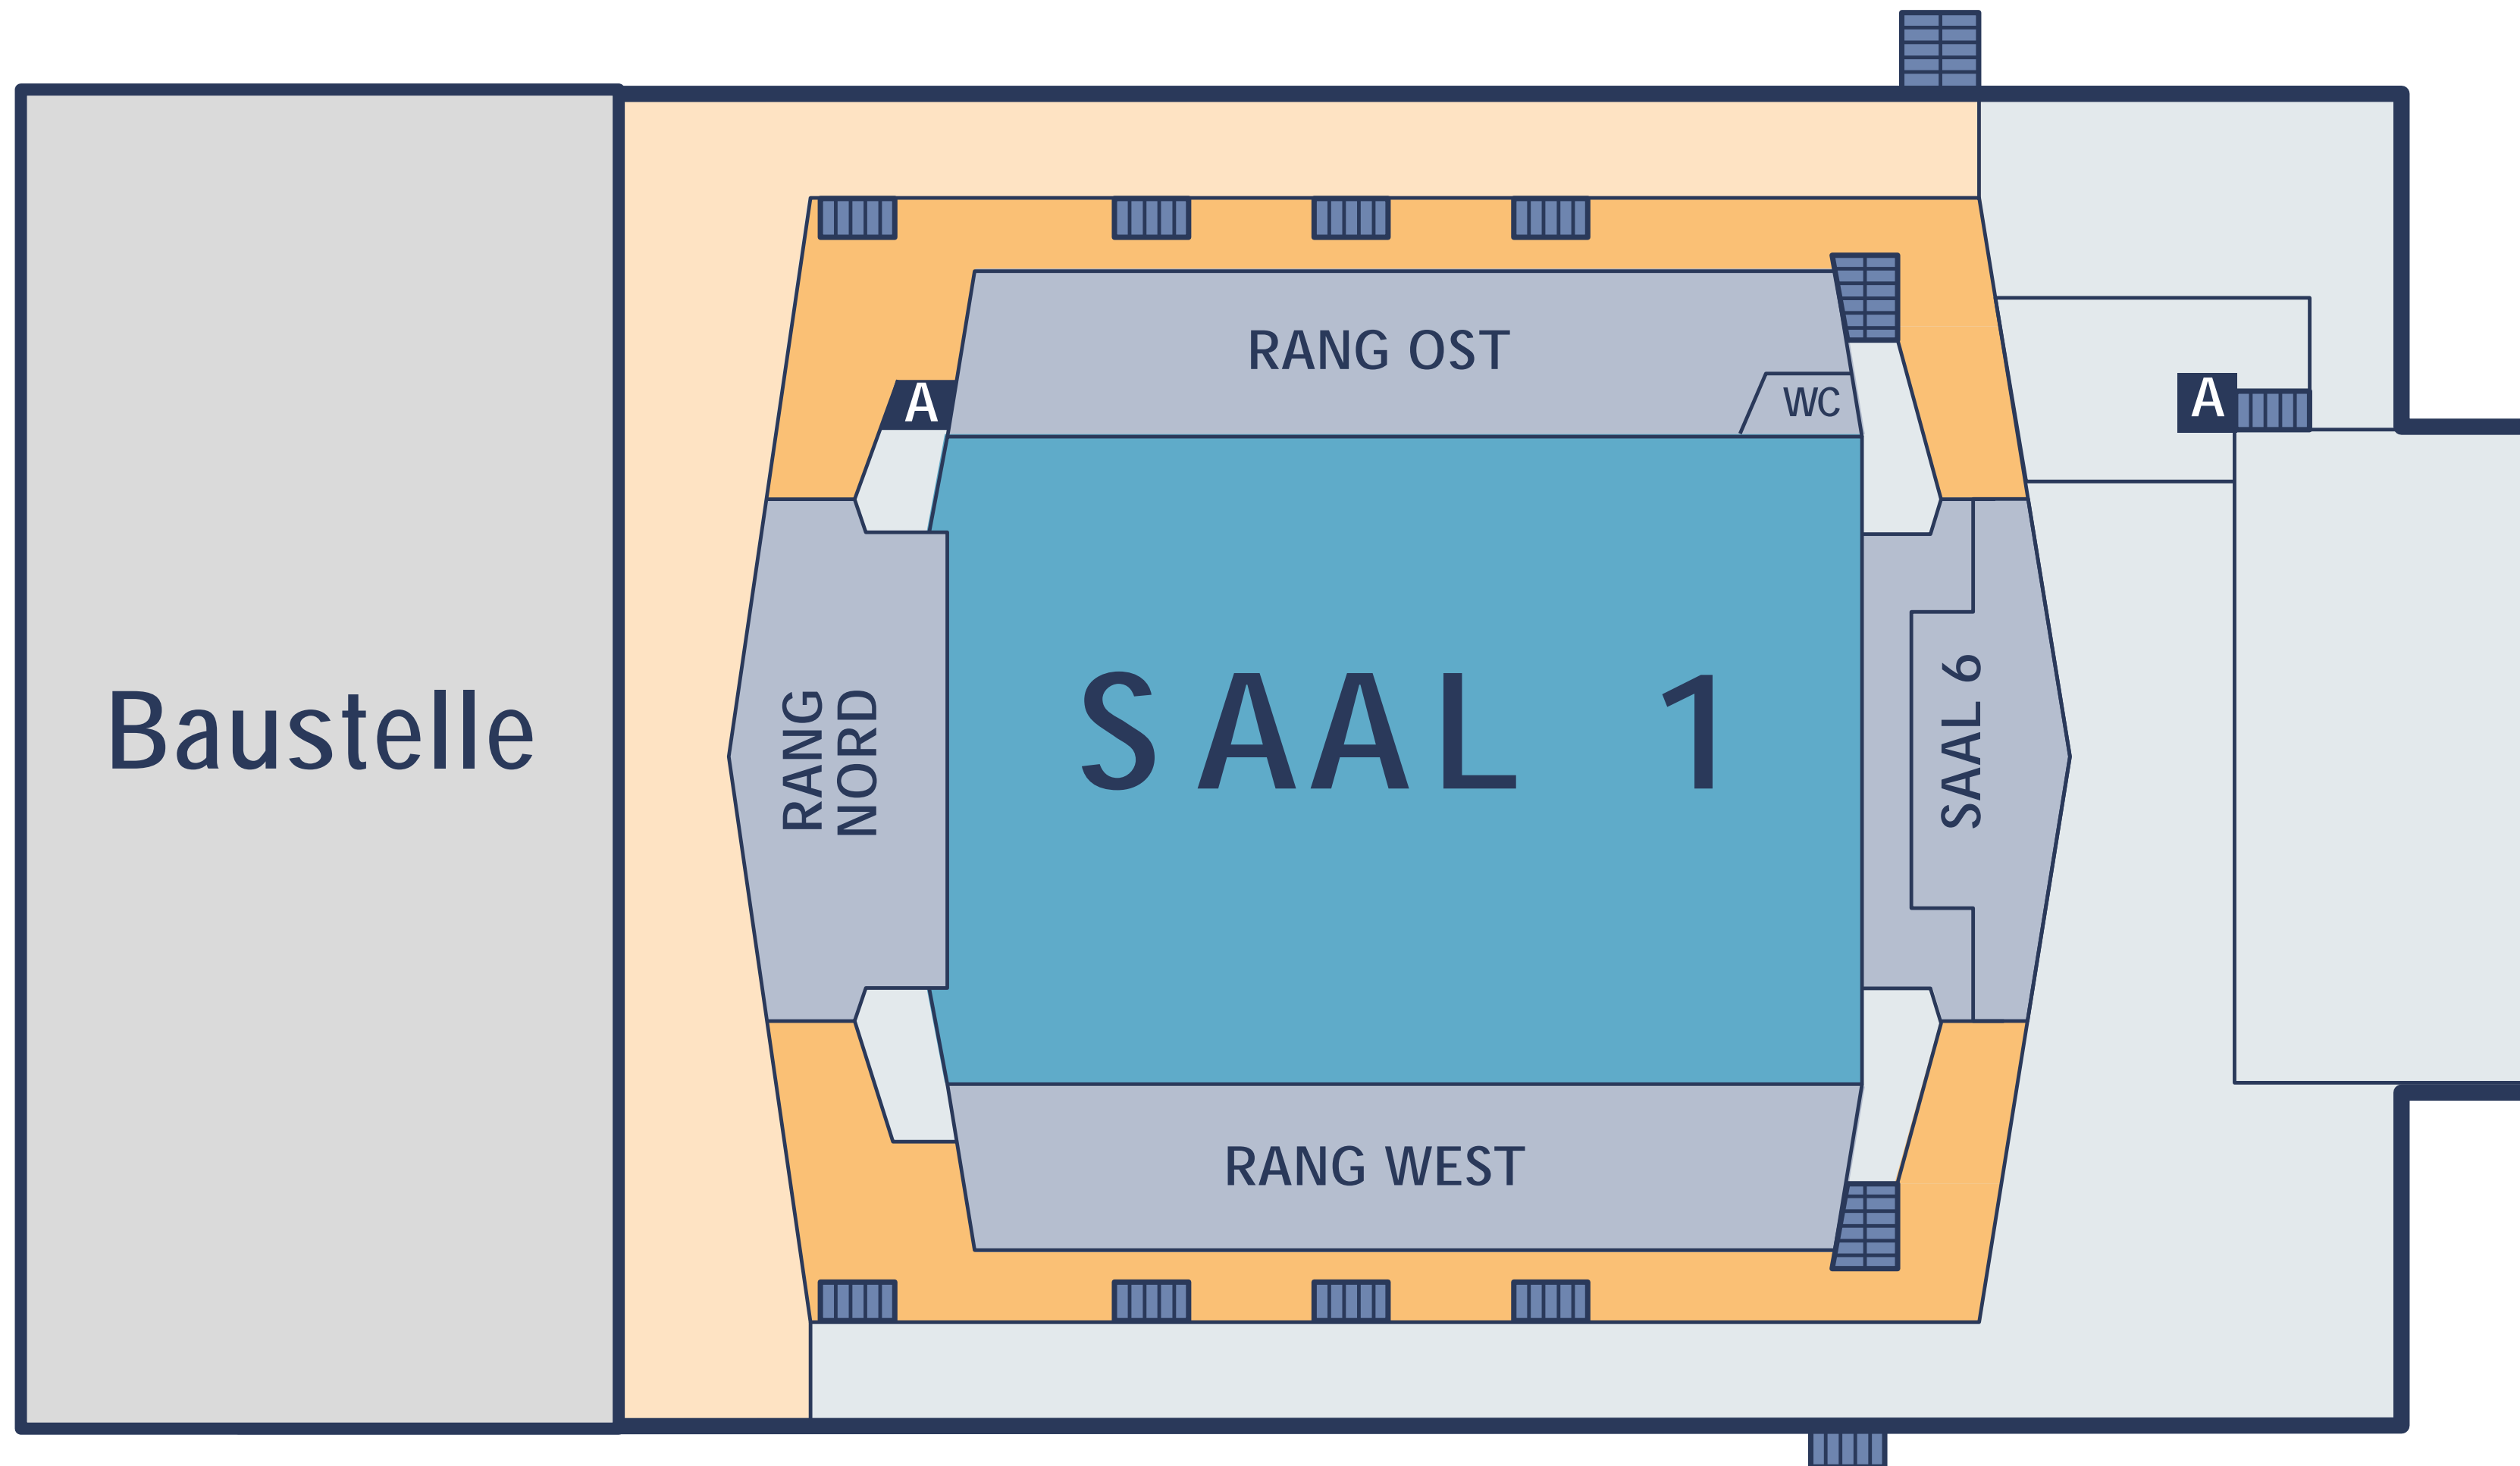 RANG OST
A
WC
A
Baustelle
RANG
NORD
SAAL 1
SAAL 6
RANG WEST